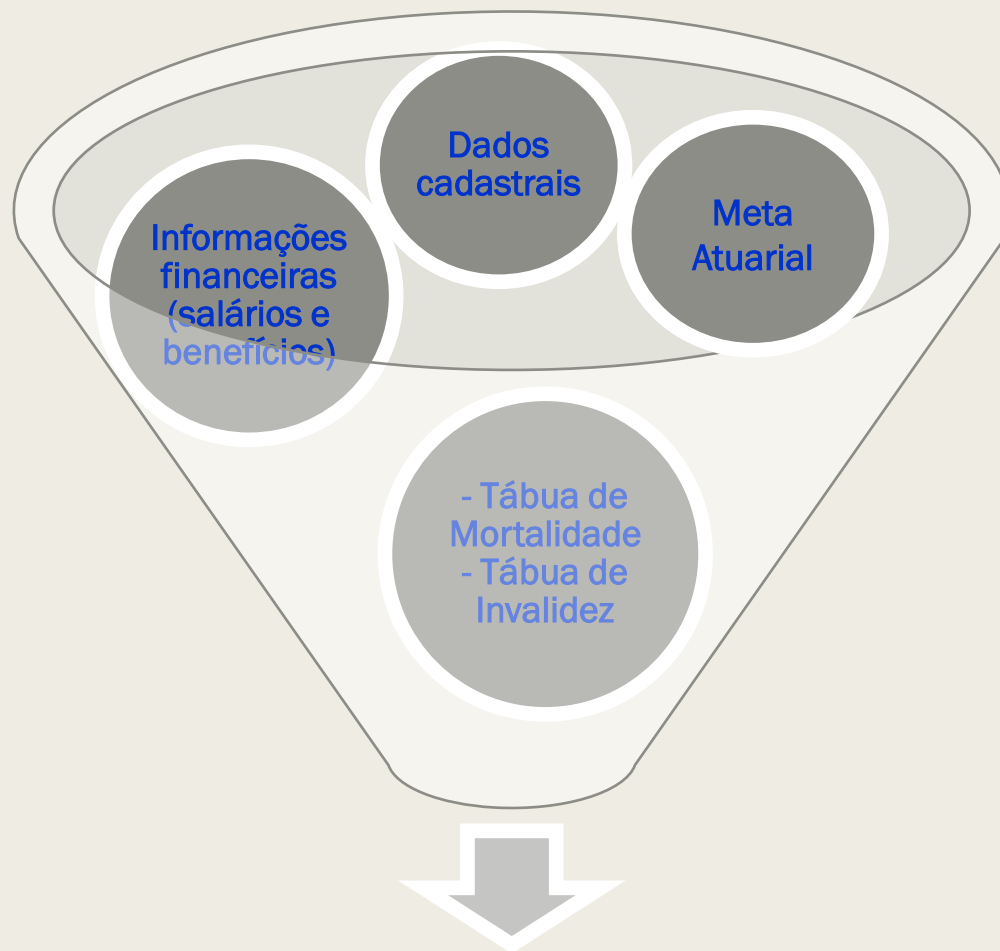 Dados
cadastrais
Meta
Atuarial
Informações
financeiras
(salários e
benefícios)
- Tábua de
Mortalidade
- Tábua de
Invalidez